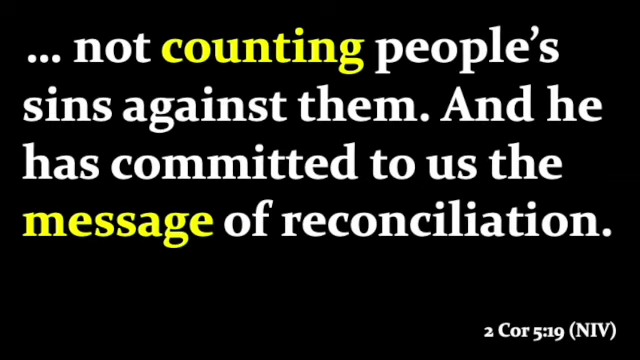 ... not counting people’s
sins against them. And he
has committed to us the
message of reconciliation.
2 Cor 5:19 (NIV)